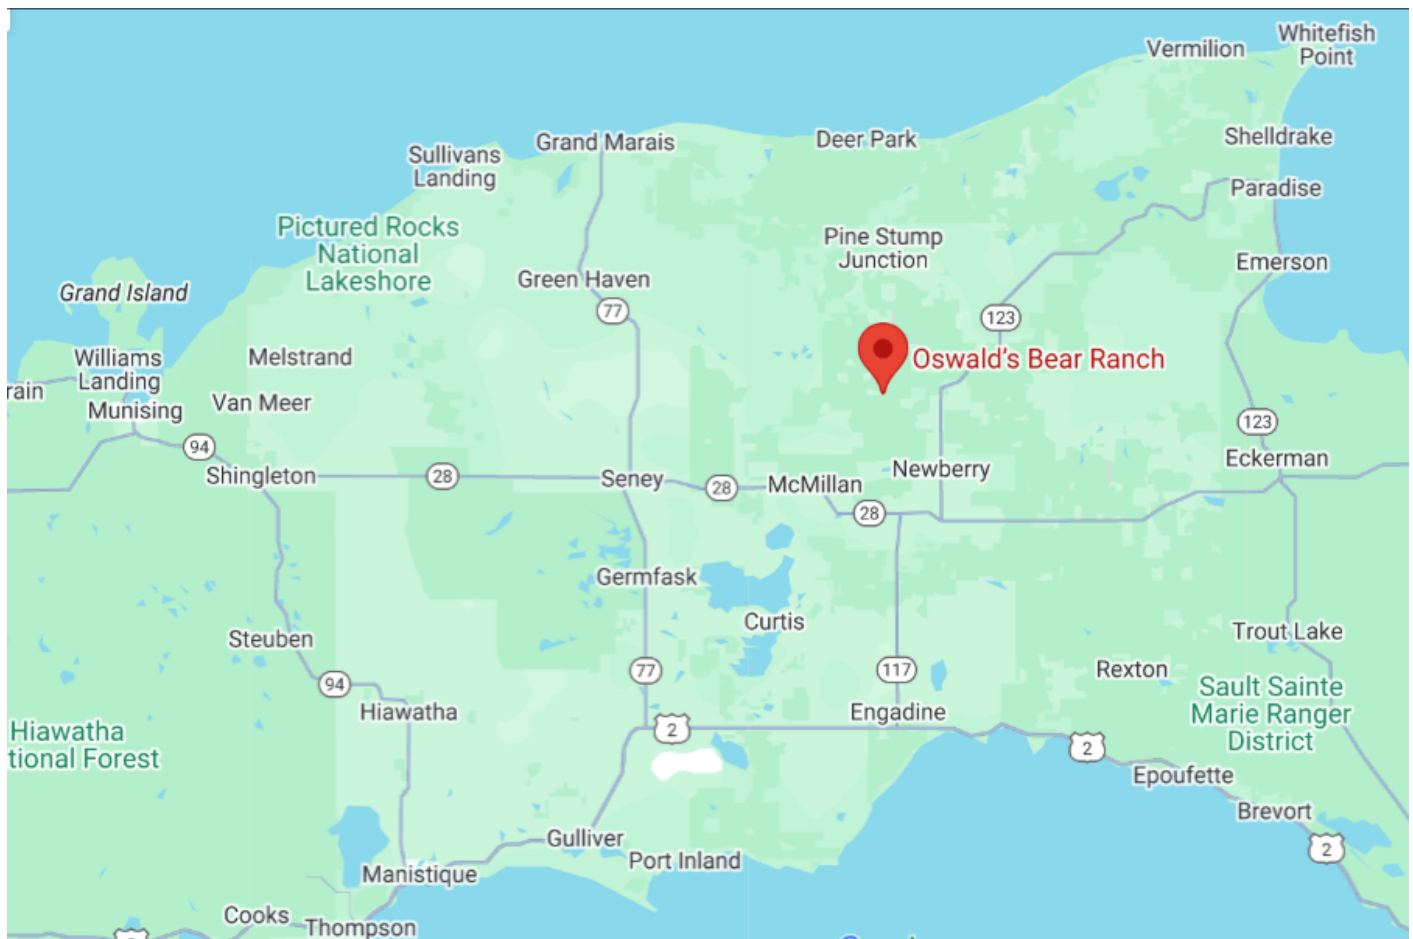 Whitefish
Point
Vermilion
Shelldrake
Grand Marais
Deer Park
Sullivans
Landing
Paradise
Pictured Rocks
National
Lakeshore
Pine Stump
Junction
Emerson
Green Haven
Grand Island
77
123
Williams
Landing
Melstrand
Oswald's Bear Ranch
rain
Munising
Van Meer
123
94
Eckerman
Shingleton
28
Seney
28
McMillan
Newberry
28
Germfask
Curtis
Steuben
Trout Lake
94
77
117
Rexton
Hiawatha
Engadine
Sault Sainte
Marie Ranger
District
Hiawatha
tional Forest
2
2
Epoufette
Brevort
Gulliver
2
Port Inland
Manistique
Cooks
Thompson